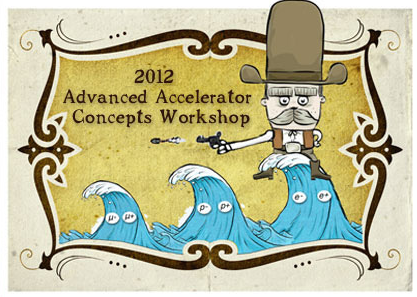 2012
Advanced Accelerator
Concepts Workshop
μ- μ+
p- p+
e- e+